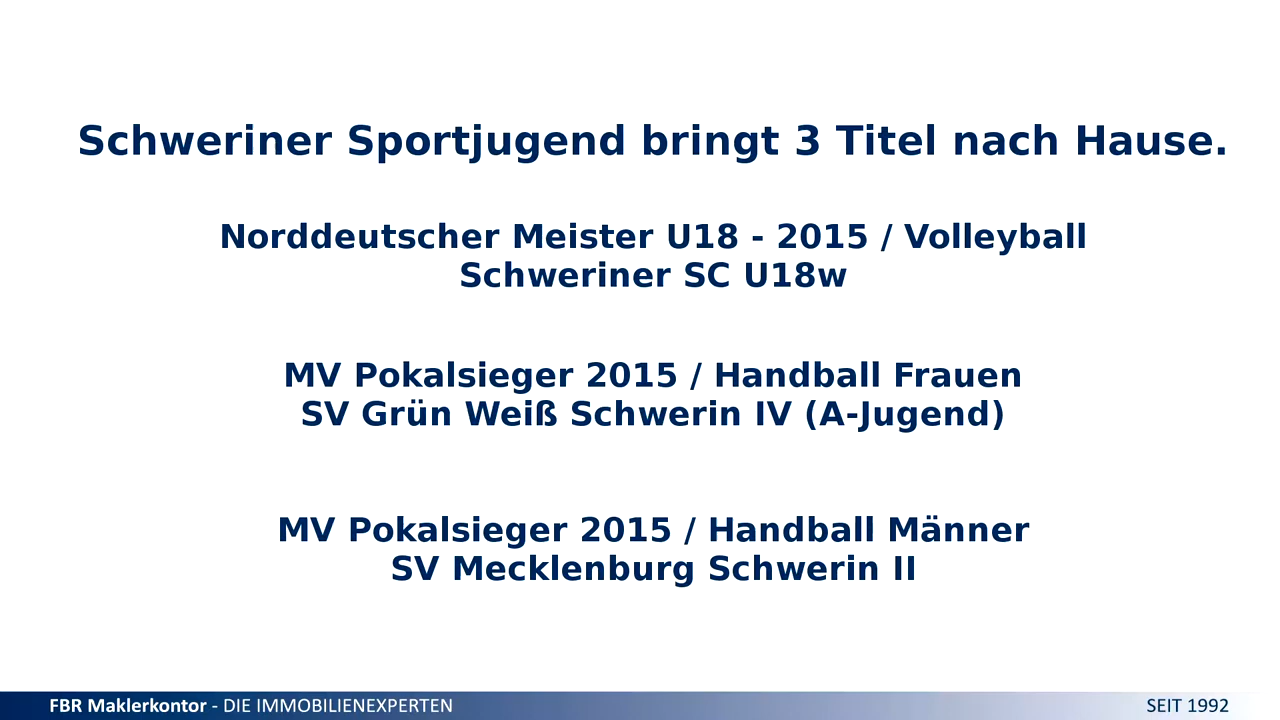 Schweriner Sportjugend bringt 3 Titel nach Hause.
Norddeutscher Meister U18 - 2015 / Volleyball
Schweriner SC U18w
MV Pokalsieger 2015 / Handball Frauen
SV Grün Weiß Schwerin IV (A-Jugend)
MV Pokalsieger 2015 / Handball Männer
SV Mecklenburg Schwerin II
FBR Maklerkontor - DIE IMMOBILIENEXPERTEN SEIT 1992